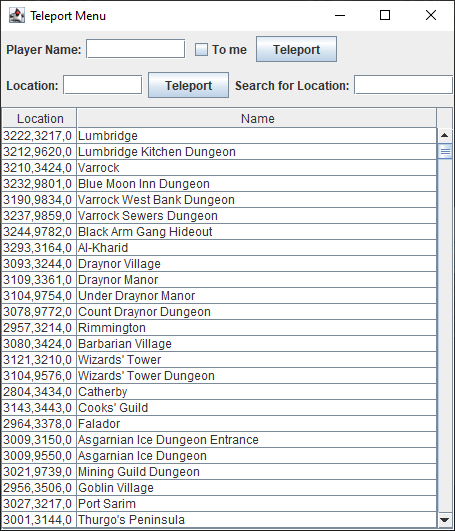 Teleport Menu
Player Name: To me Teleport
Location: Teleport Search for Location:
Location Name
3222,3217,0 Lumbridge
3212,9620,0 Lumbridge Kitchen Dungeon
3210,3424,0 Varrock
3232,9801,0 Blue Moon Inn Dungeon
3190,9834,0 Varrock West Bank Dungeon
3237,9859,0 Varrock Sewers Dungeon
3244,9782,0 Black Arm Gang Hideout
3293,3164,0 Al-Kharid
3093,3244,0 Draynor Village
3109,3361,0 Draynor Manor
3104,9754,0 Under Draynor Manor
3078,9772,0 Count Draynor Dungeon
2957,3214,0 Rimmington
3080,3424,0 Barbarian Village
3121,3210,0 Wizards' Tower
3104,9576,0 Wizards' Tower Dungeon
2804,3434,0 Catherby
3143,3443,0 Cooks' Guild
2964,3378,0 Falador
3009,3150,0 Asgarnian Ice Dungeon Entrance
3009,9550,0 Asgarnian Ice Dungeon
3021,9739,0 Mining Guild Dungeon
2956,3506,0 Goblin Village
3027,3217,0 Port Sarim
3001,3144,0 Thurgo's Peninsula